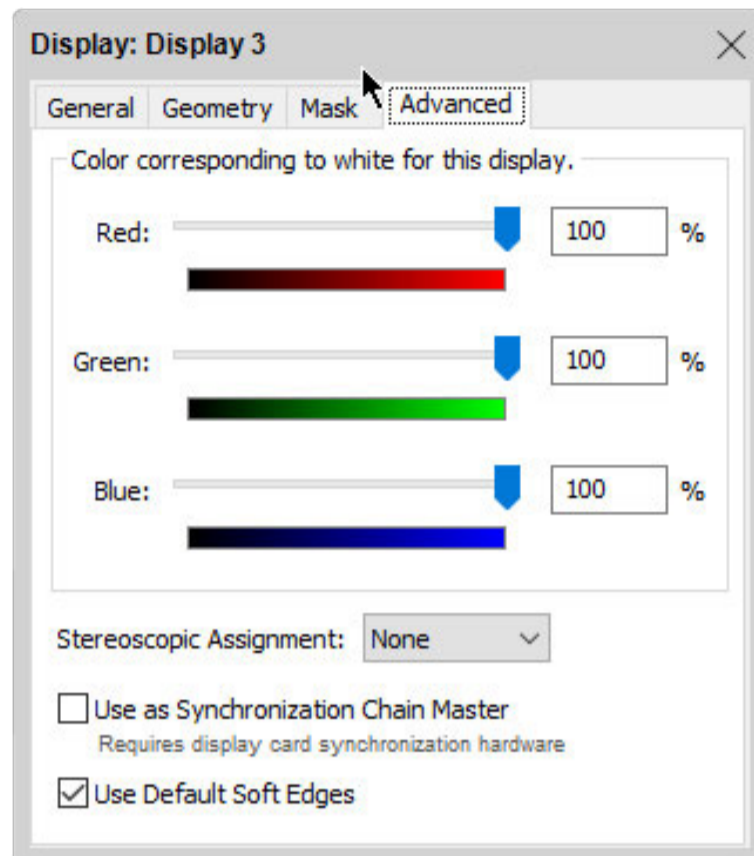 Display: Display 3
General Geometry Mask Advanced
Color corresponding to white for this display.
Red: 100 %
Green: 100 %
Blue: 100 %
Stereoscopic Assignment: None
Use as Synchronization Chain Master
Requires display card synchronization hardware
Use Default Soft Edges